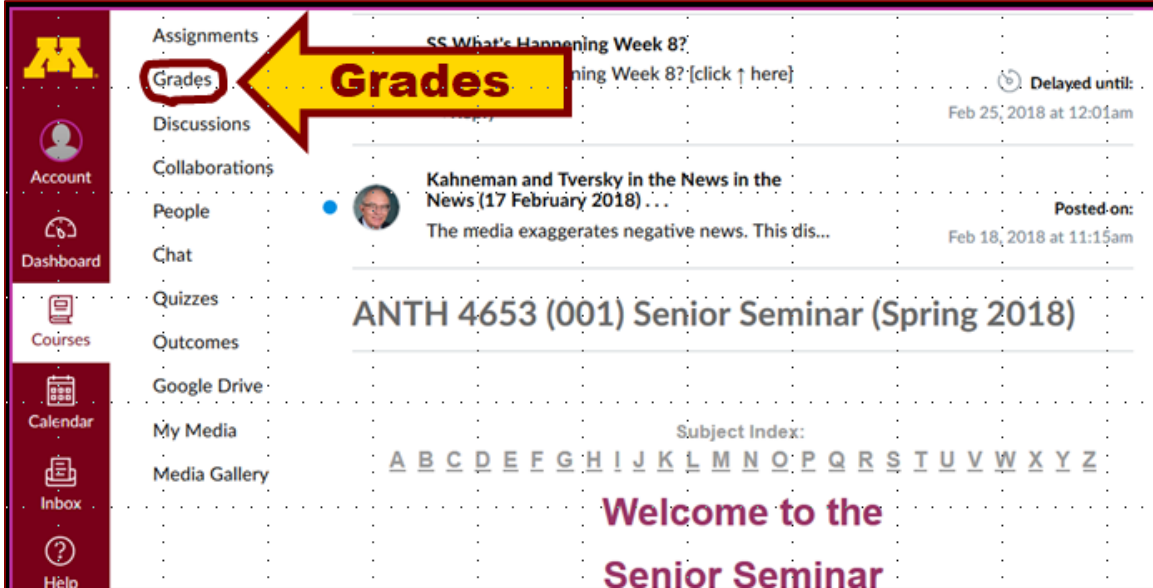 M
Account
Dashboard
Courses
Calendar
Inbox
Help
Assignments
Grades
Discussions
Collaborations
People
Chat
Quizzes
Outcomes
Google Drive
My Media
Media Gallery
Grades
SS What's Happening Week 8?
ning Week 8? [click ↑ here}
Delayed until:
Feb 25, 2018 at 12:01am
Kahneman and Tversky in the News in the
News (17 February 2018) . . .
The media exaggerates negative news. This dis...
Posted on:
Feb 18, 2018 at 11:15am
ANTH 4653 (001) Senior Seminar (Spring 2018)
Subject Index:
A B C D E F G H I J K L M N O P Q R S T U V W X Y Z
Welcome to the
Senior Seminar